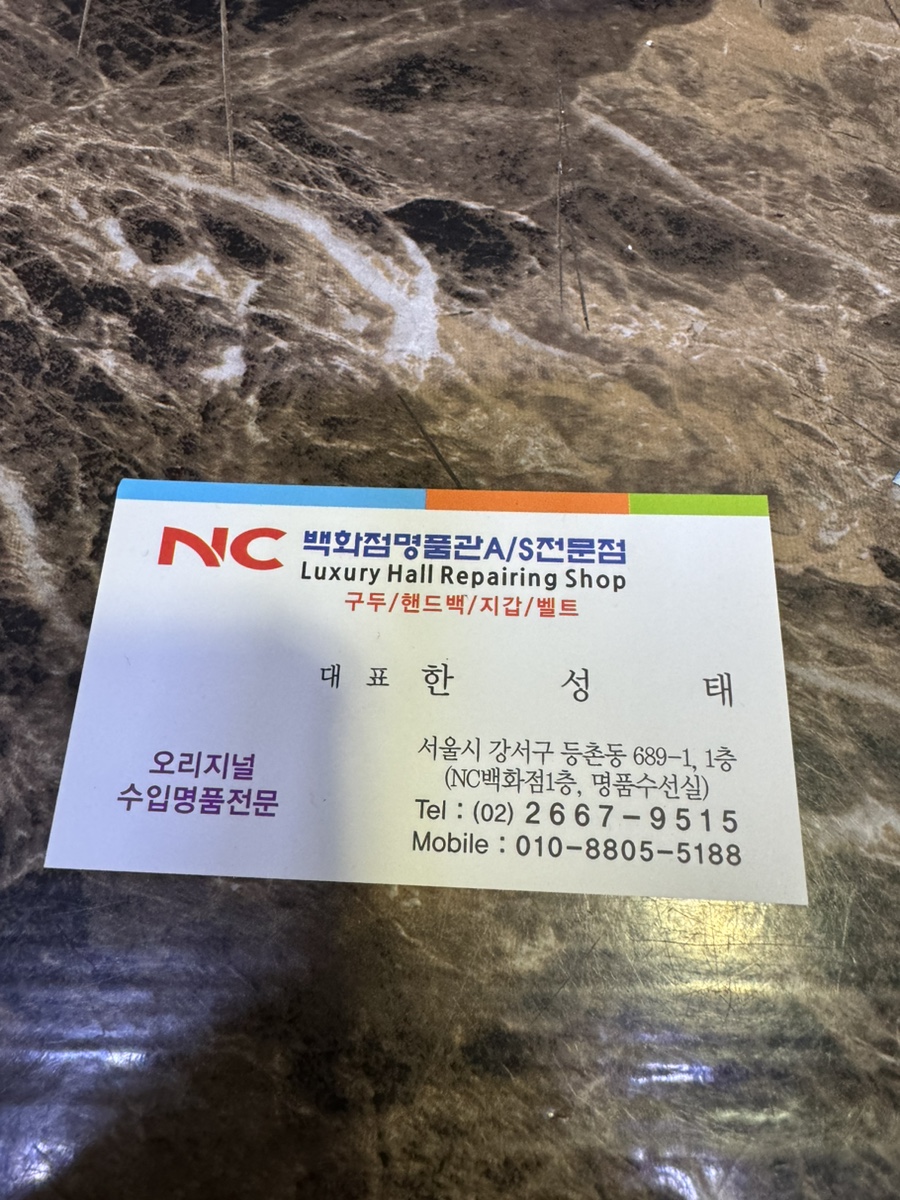 NC 백화점명품관A/S전문점
Luxury Hall Repairing Shop
구두/핸드백/지갑/벨트
대 표 한 성 태
오리지널
수입명품전문
서울시 강서구 등촌동 689-1, 1층
(NC백화점1층, 명품수선실)
Tel : (02) 2667-9515
Mobile : 010-8805-5188